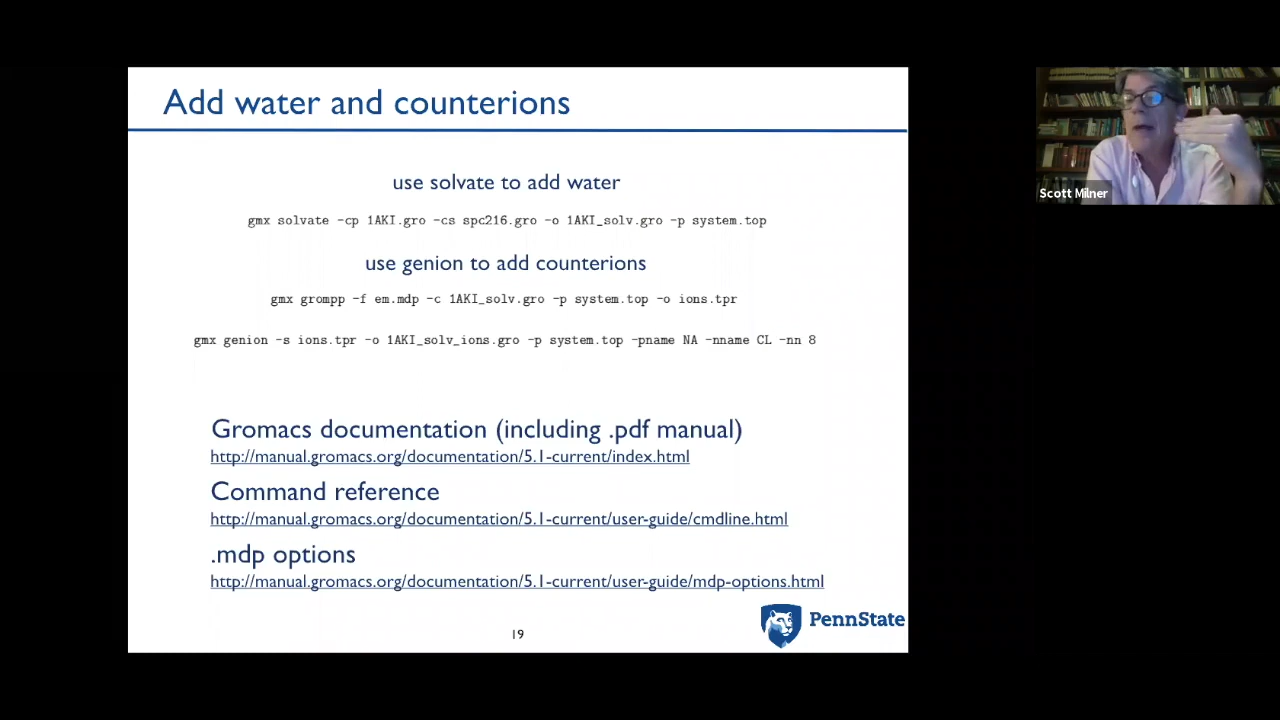 Add water and counterions
use solvate to add water
gmx solvate -cp 1AKI.gro -cs spc216.gro -o 1AKI_solv.gro -p system.top
use genion to add counterions
gmx grompp -f em.mdp -c 1AKI_solv.gro -p system.top -o ions.tpr
gmx genion -s ions.tpr -o 1AKI_solv_ions.gro -p system.top -pname NA -nname CL -nn 8
Gromacs documentation (including .pdf manual)
http://manual.gromacs.org/documentation/5.1-current/index.html
Command reference
http://manual.gromacs.org/documentation/5.1-current/user-guide/cmdline.html
.mdp options
http://manual.gromacs.org/documentation/5.1-current/user-guide/mdp-options.html
19
PennState
Scott Milner